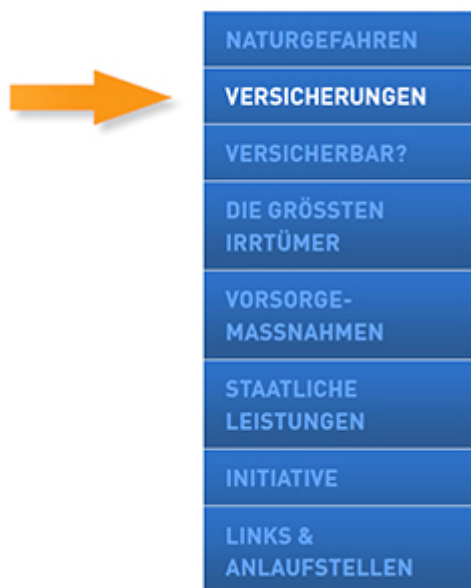 NATURGEFAHREN
VERSICHERUNGEN
VERSICHERBAR?
DIE GRÖSSTEN
IRRTÜMER
VORSORGE-
MASSNAHMEN
STAATLICHE
LEISTUNGEN
INITIATIVE
LINKS &
ANLAUFSTELLEN